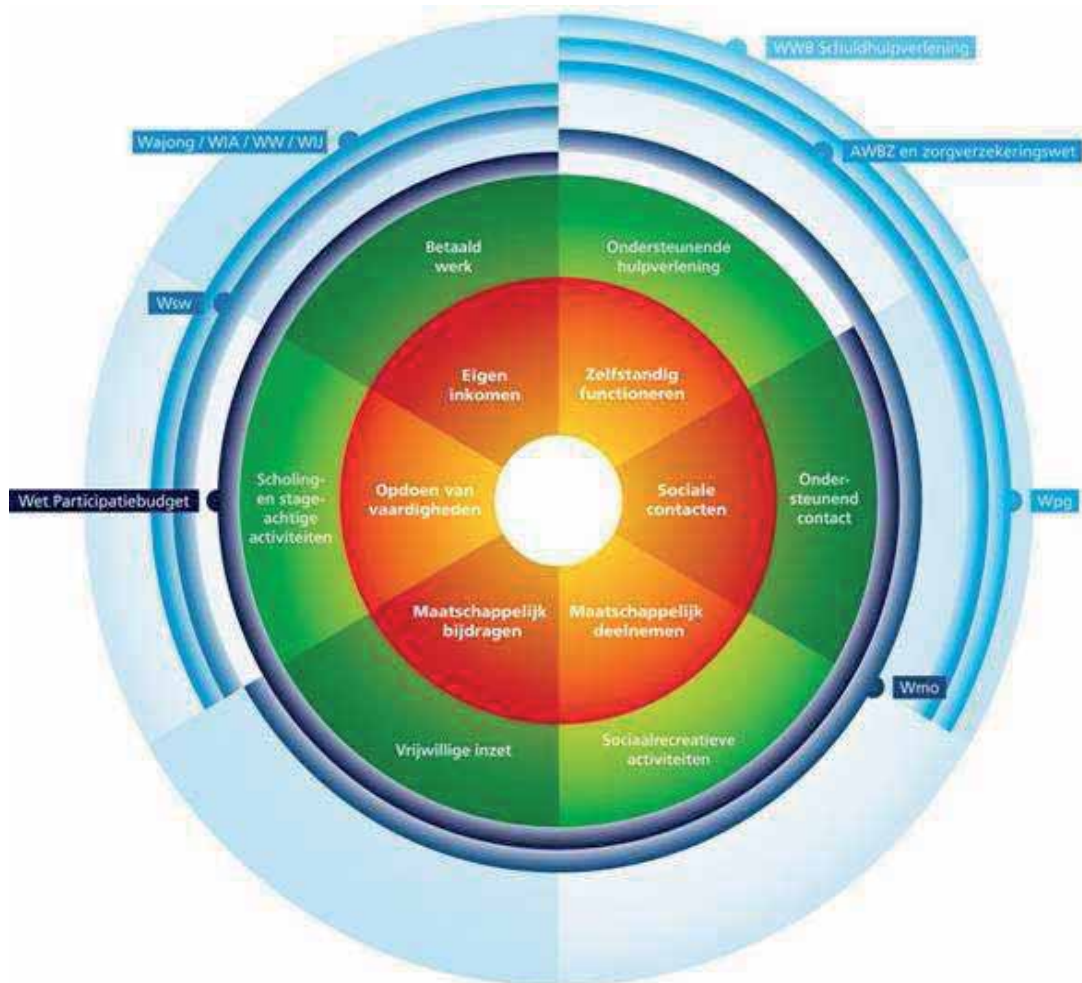 WWB Schuldhulpverlening
Wajong / WIA / WW / WIJ
AWBZ en zorgverzekeringswet
Betaald
werk
Ondersteunende
hulpverlening
Wsw
Eigen
inkomen
Zelfstandig
functioneren
Wet Participatiebudget
Scholing-
en stage-
achtige
activiteiten
Opdoen van
vaardigheden
Sociale
contacten
Onder-
steunend
contact
Wpg
Maatschappelijk
bijdragen
Maatschappelijk
deelnemen
Wmo
Vrijwillige inzet
Sociaalrecreatieve
activiteiten